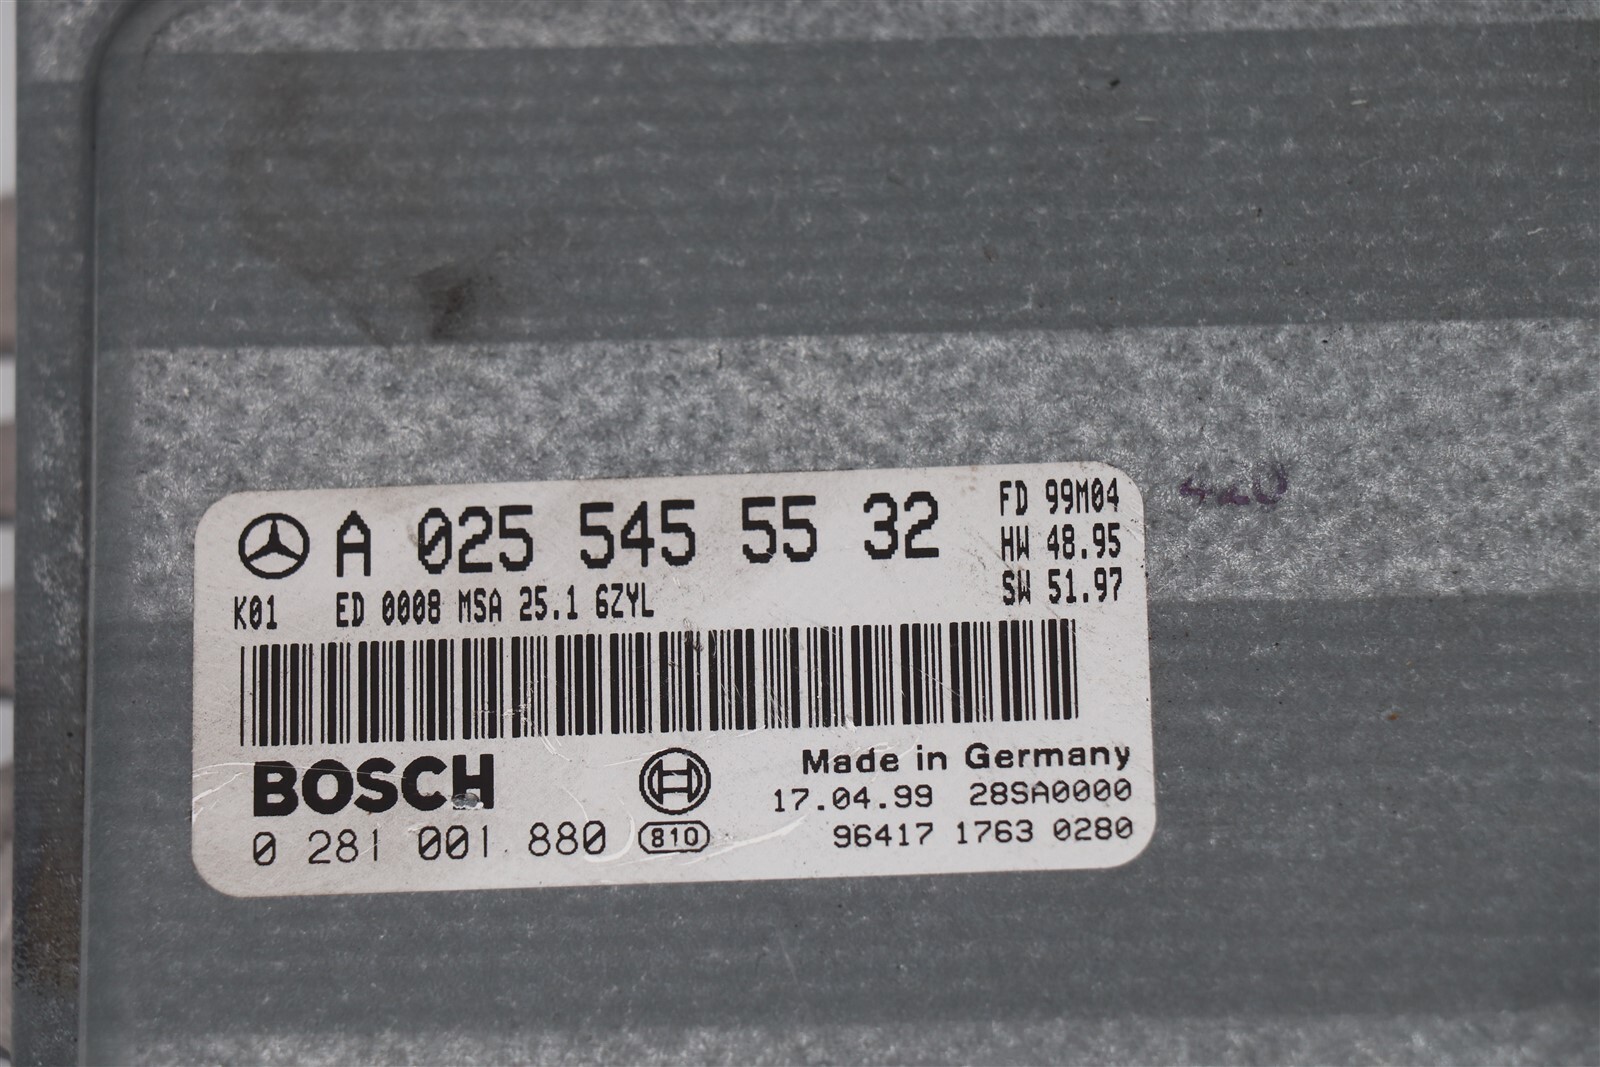 A 025 545 55 32
FD 99M04
HW 48.95
SW 51.97
K01 ED 0008 MSA 25.1 6ZYL
BOSCH
Made in Germany
17.04.99 28SA0000
0 281 001 880 810
96417 1763 0280